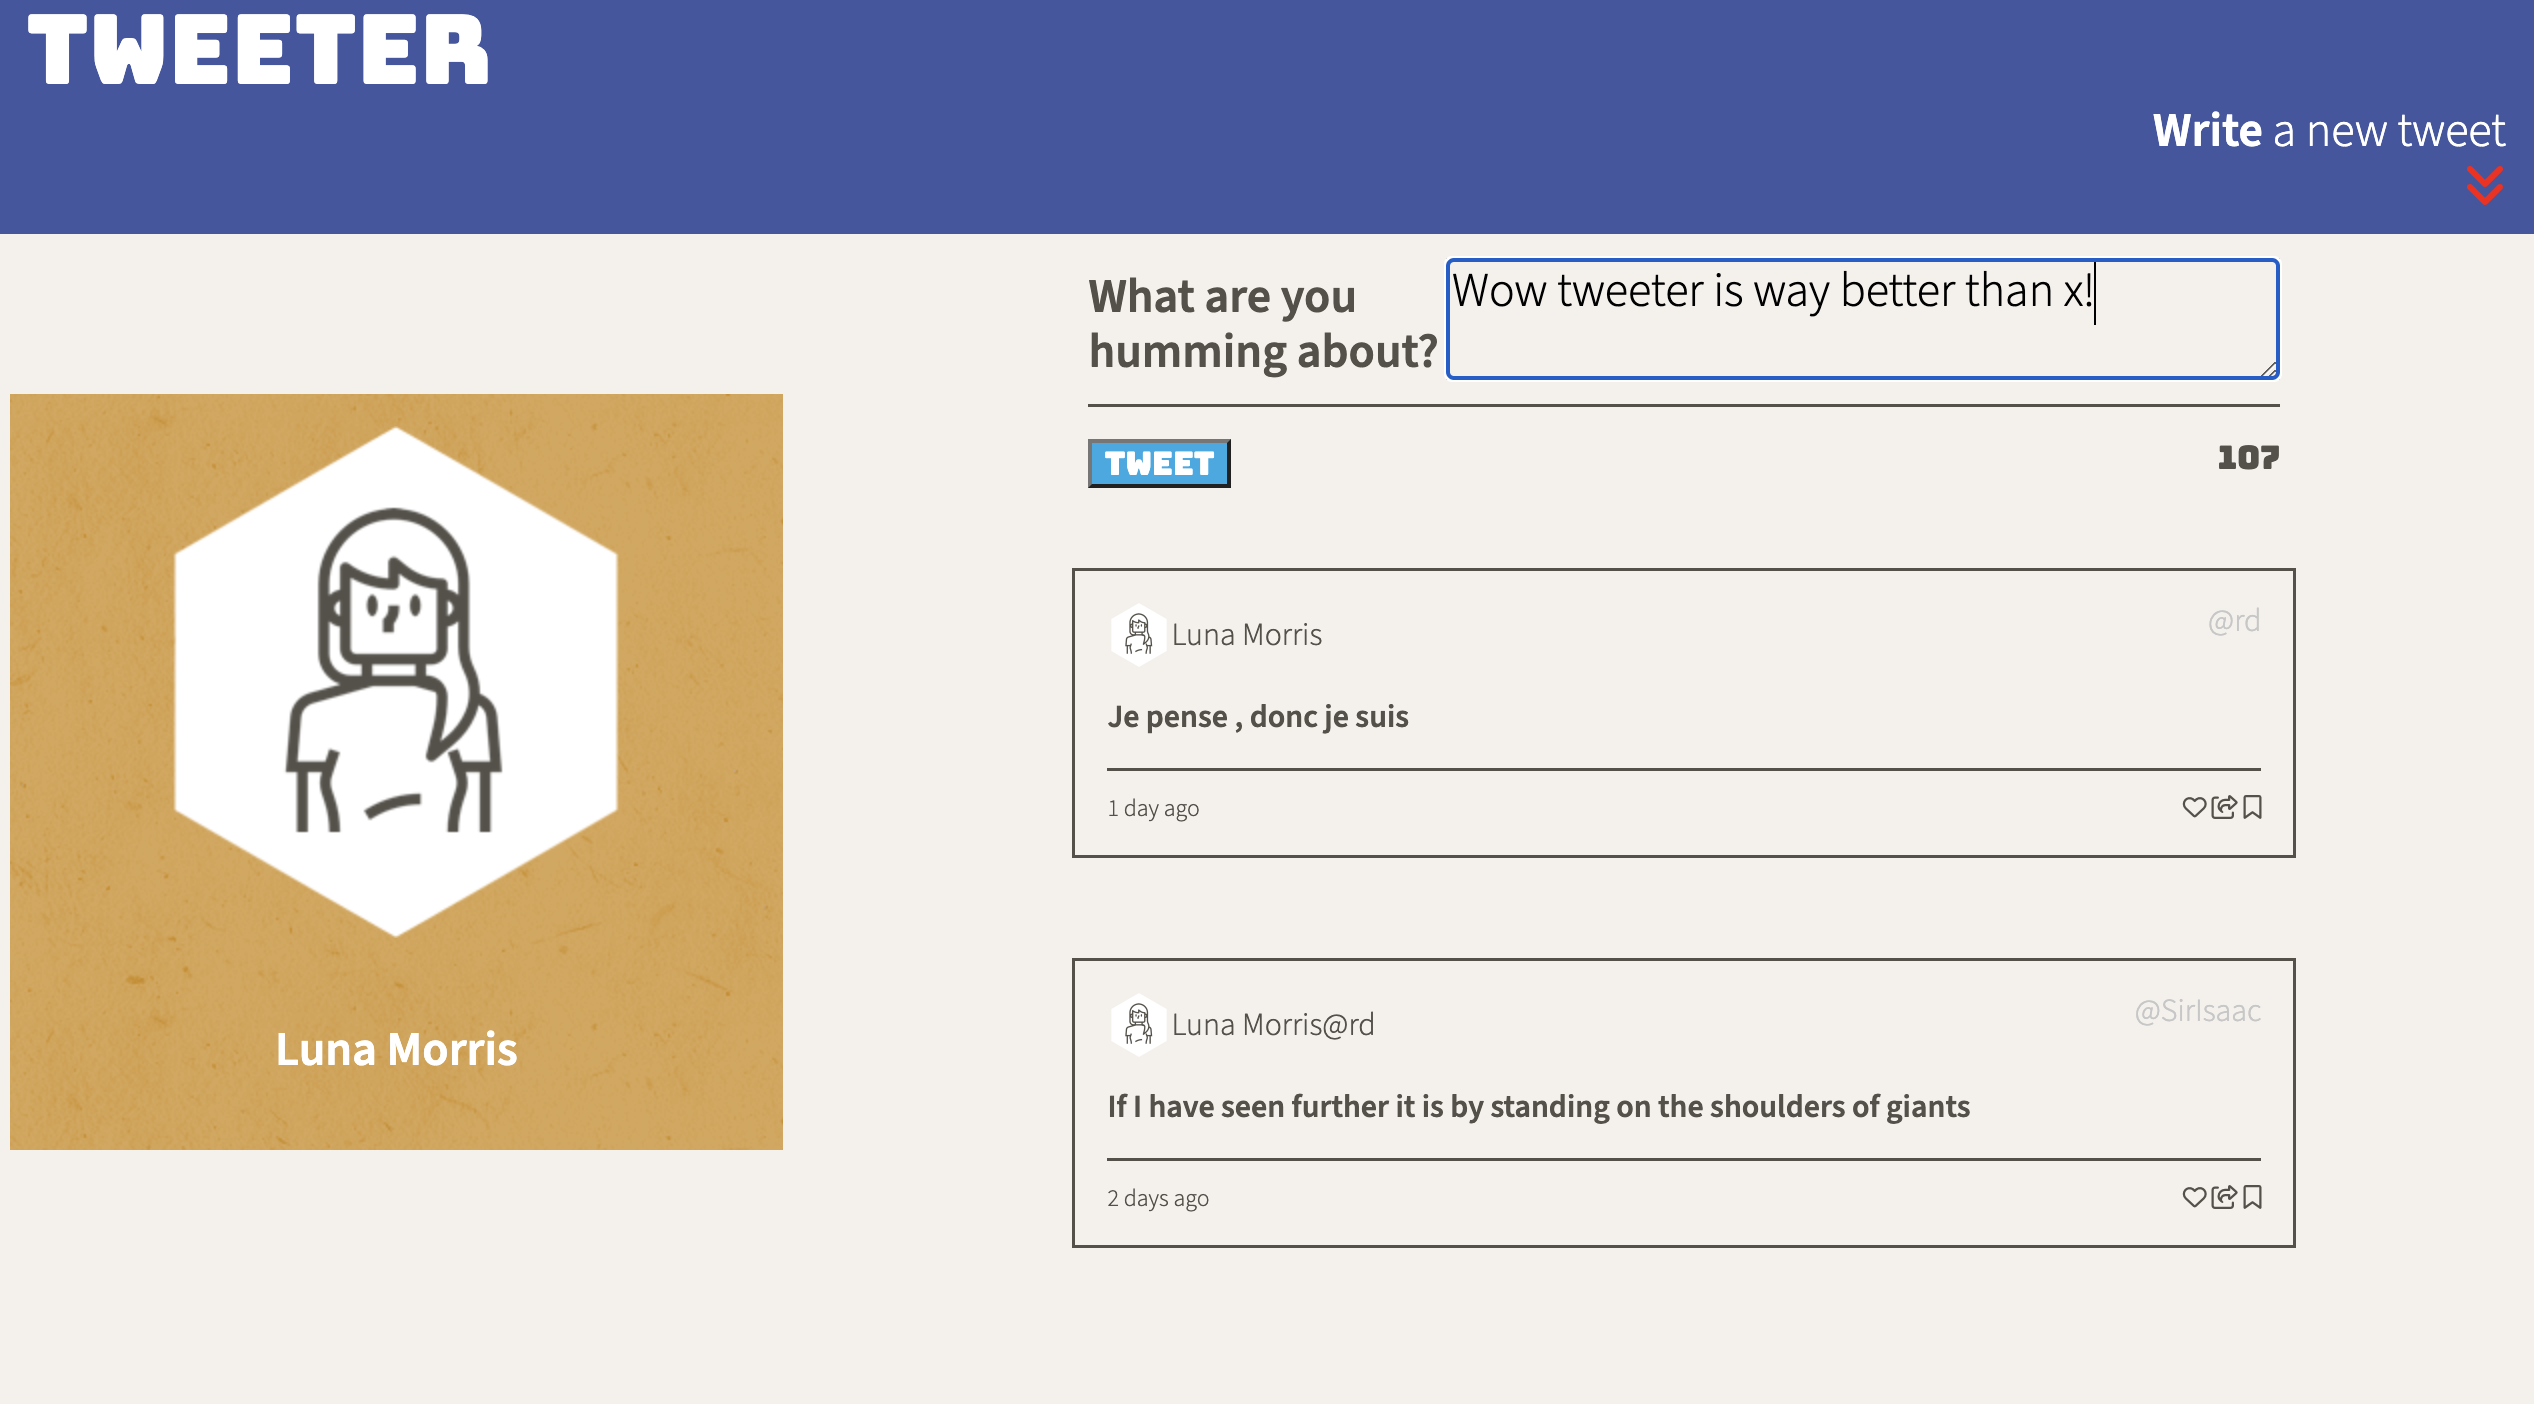 TWEETER
Write a new tweet
What are you
humming about?
Wow tweeter is way better than x!
TWEET
107
Luna Morris
Luna Morris
@rd
Je pense , donc je suis
1 day ago
Luna Morris@rd
@SirIsaac
If I have seen further it is by standing on the shoulders of giants
2 days ago